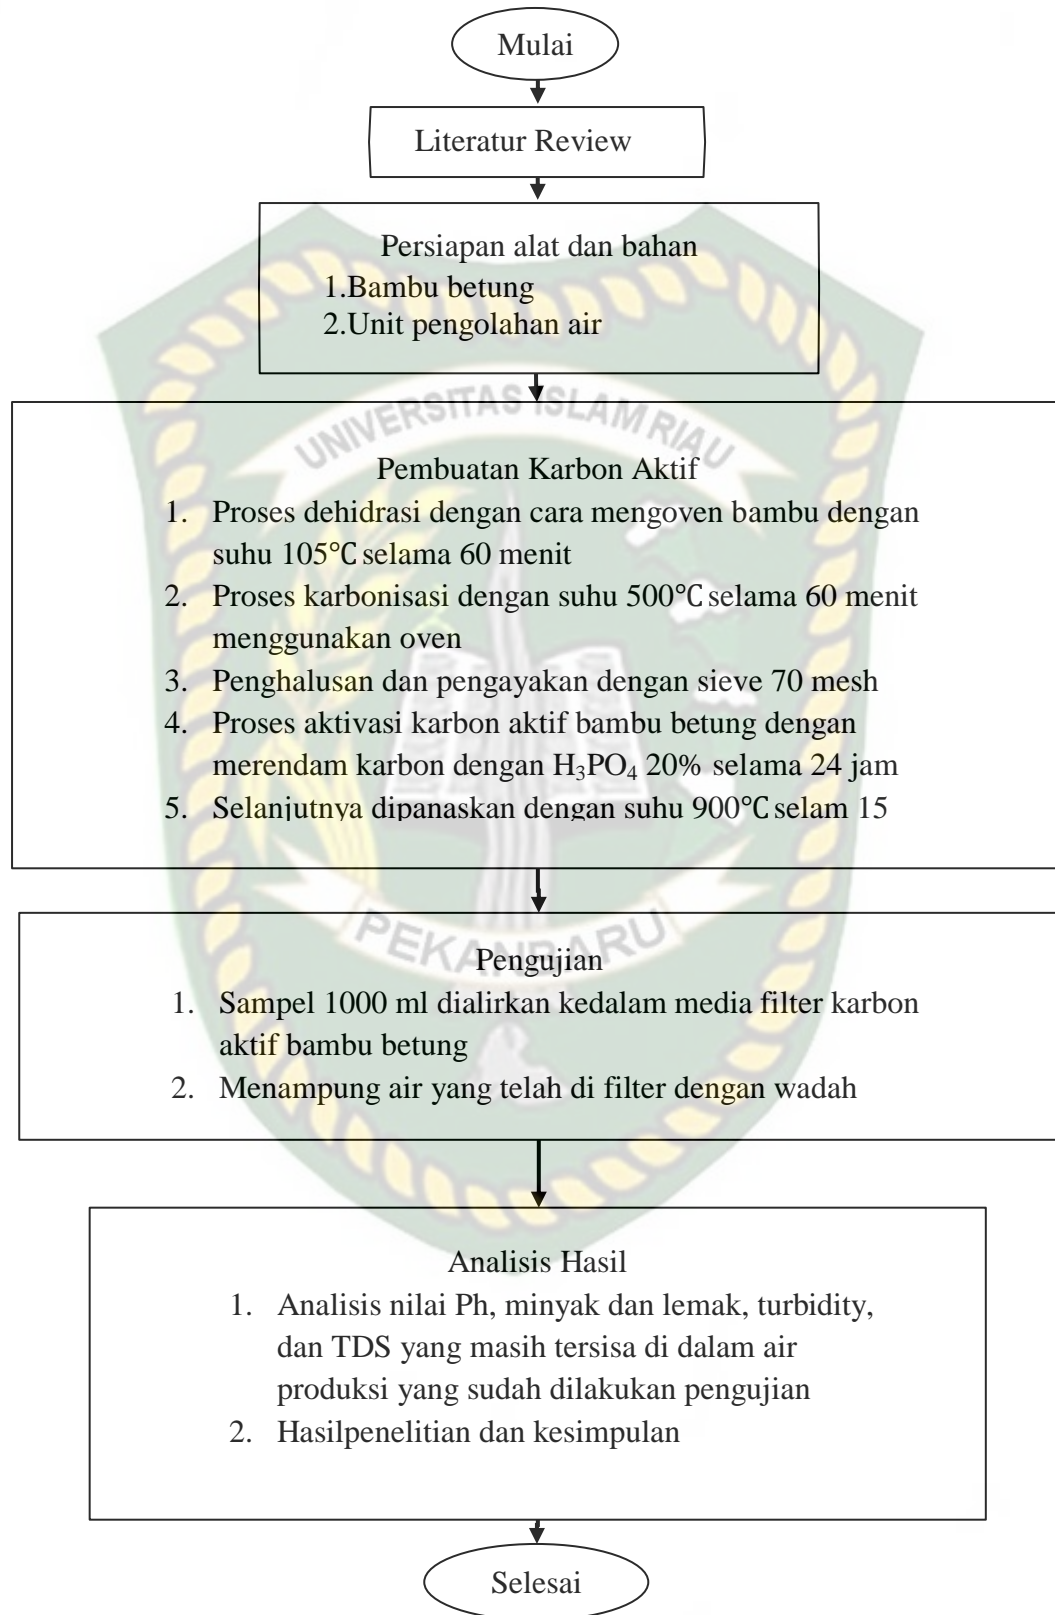 Mulai
Literatur Review
Persiapan alat dan bahan
1.Bambu betung
2.Unit pengolahan air
UNIVERSITAS ISLAM RIAU
Pembuatan Karbon Aktif
1. Proses dehidrasi dengan cara mengoven bambu dengan
suhu 105℃ selama 60 menit
2. Proses karbonisasi dengan suhu 500℃ selama 60 menit
menggunakan oven
3. Penghalusan dan pengayakan dengan sieve 70 mesh
4. Proses aktivasi karbon aktif bambu betung dengan
merendam karbon dengan H₃PO₄ 20% selama 24 jam
5. Selanjutnya dipanaskan dengan suhu 900℃ selam 15
PEKANBARU
Pengujian
1. Sampel 1000 ml dialirkan kedalam media filter karbon
aktif bambu betung
2. Menampung air yang telah di filter dengan wadah
Analisis Hasil
1. Analisis nilai Ph, minyak dan lemak, turbidity,
dan TDS yang masih tersisa di dalam air
produksi yang sudah dilakukan pengujian
2. Hasilpenelitian dan kesimpulan
Selesai